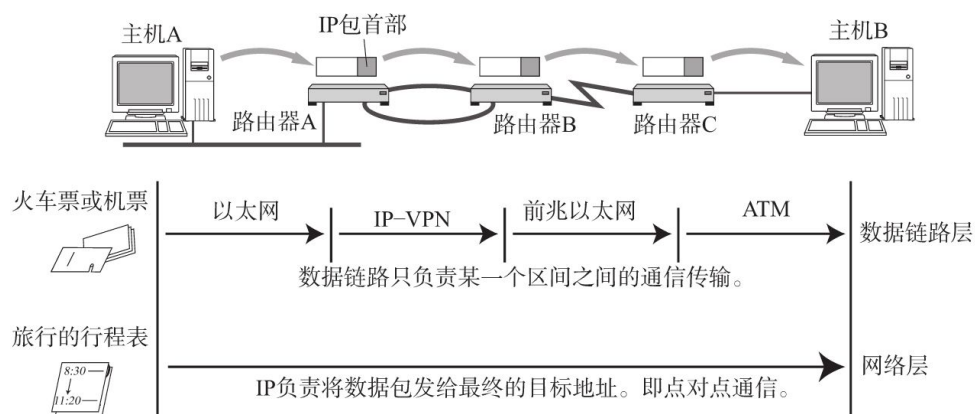 IP包首部
主机A
主机B
路由器A
路由器B
路由器C
火车票或机票
以太网
IP–VPN
前兆以太网
ATM
数据链路层
数据链路只负责某一个区间之间的通信传输。
旅行的行程表
8:30
11:20
网络层
IP负责将数据包发给最终的目标地址。即点对点通信。